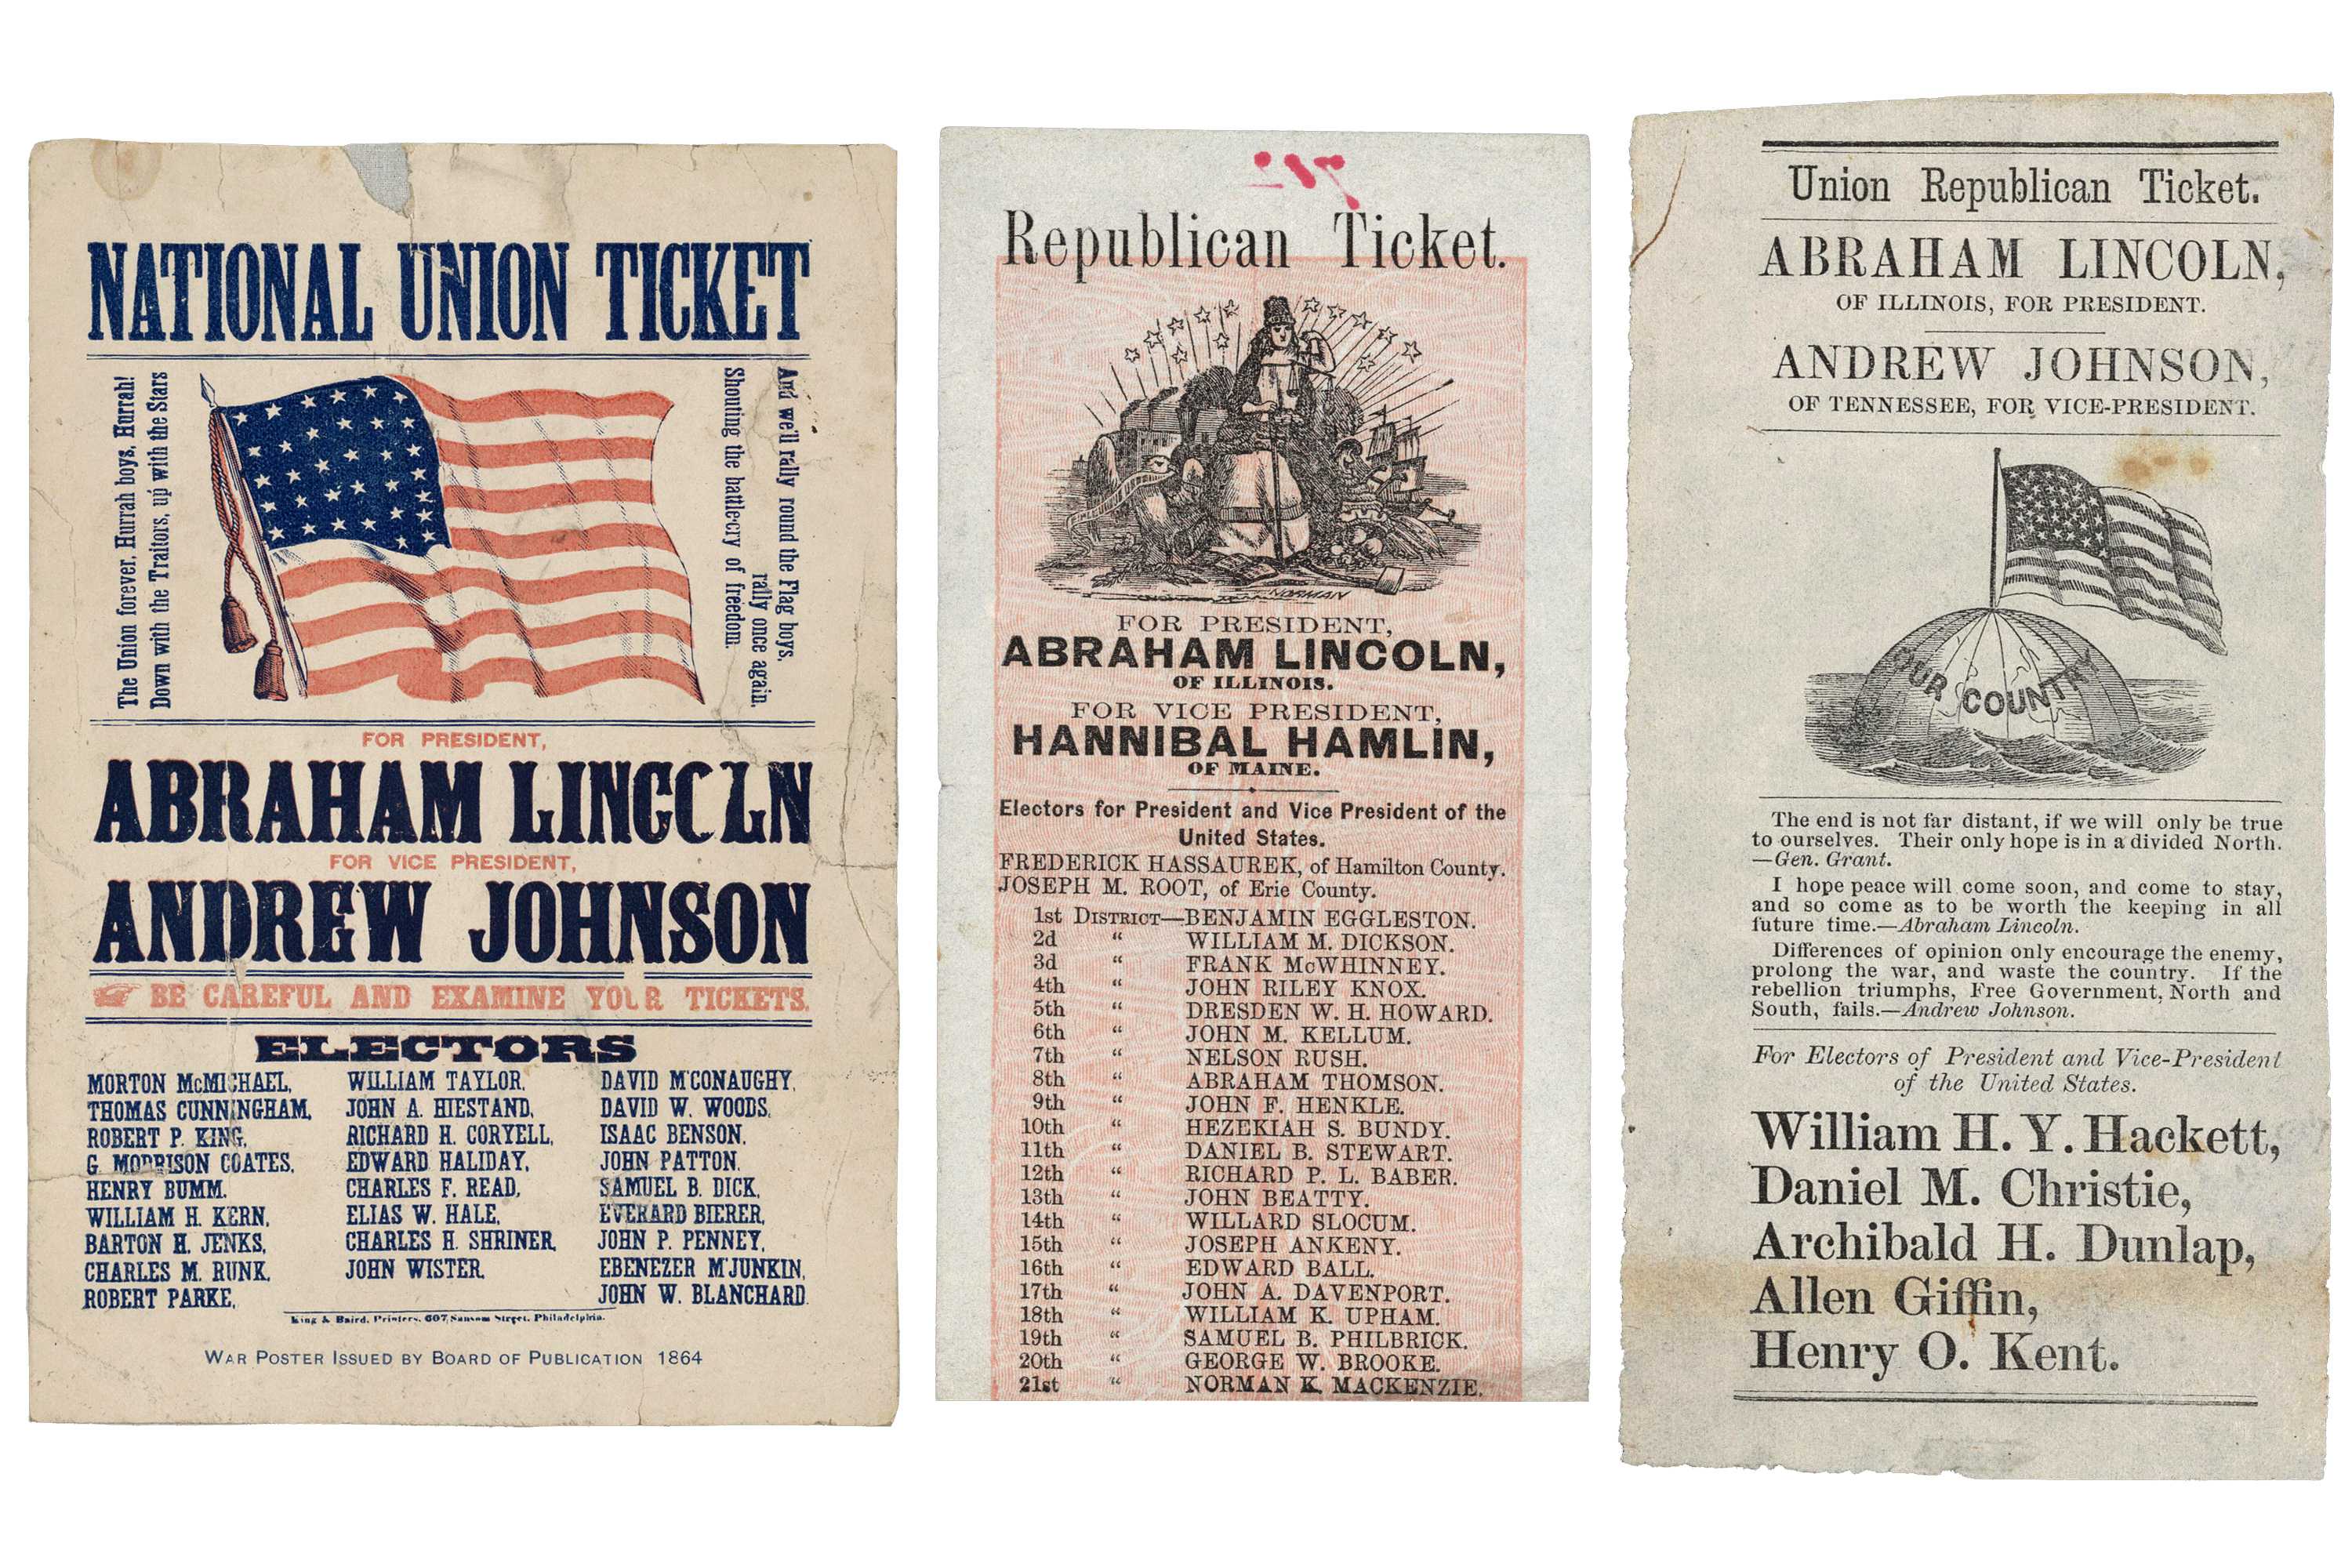 NATIONAL UNION TICKET
The Union forever, Hurrah boys, Hurrah!
Down with the Traitors, up with the Stars
And we'll rally round the Flag boys,
rally once again,
Shouting the battle-cry of freedom.
FOR PRESIDENT,
ABRAHAM LINCOLN
FOR VICE PRESIDENT,
ANDREW JOHNSON
BE CAREFUL AND EXAMINE YOUR TICKETS.
ELECTORS
MORTON McMICHAEL,
THOMAS CUNNINGHAM,
ROBERT P. KING,
G. MORRISON COATES,
HENRY BUMM.
WILLIAM H. KERN,
BARTON H. JENKS,
CHARLES M. RUNK,
ROBERT PARKE,
WILLIAM TAYLOR,
JOHN A. HIESTAND,
RICHARD H. CORYELL,
EDWARD HALIDAY,
CHARLES F. READ,
ELIAS W. HALE,
CHARLES H. SHRINER,
JOHN WISTER,
DAVID M'CONAUGHY,
DAVID W. WOODS,
ISAAC BENSON,
JOHN PATTON,
SAMUEL B. DICK,
EVERARD BIERER,
JOHN P. PENNEY,
EBENEZER M'JUNKIN,
JOHN W. BLANCHARD.
King & Baird, Printers, 607 Sansom Street, Philadelphia.
WAR POSTER ISSUED BY BOARD OF PUBLICATION 1864
Republican Ticket.
NORMAN
FOR PRESIDENT,
ABRAHAM LINCOLN,
OF ILLINOIS.
FOR VICE PRESIDENT,
HANNIBAL HAMLIN,
OF MAINE.
Electors for President and Vice President of the
United States.
FREDERICK HASSAUREK, of Hamilton County.
JOSEPH M. ROOT, of Erie County.
1st DISTRICT—BENJAMIN EGGLESTON.
2d “ WILLIAM M. DICKSON.
3d “ FRANK McWHINNEY.
4th “ JOHN RILEY KNOX.
5th “ DRESDEN W. H. HOWARD.
6th “ JOHN M. KELLUM.
7th “ NELSON RUSH.
8th “ ABRAHAM THOMSON.
9th “ JOHN F. HENKLE.
10th “ HEZEKIAH S. BUNDY.
11th “ DANIEL B. STEWART.
12th “ RICHARD P. L. BABER.
13th “ JOHN BEATTY.
14th “ WILLARD SLOCUM.
15th “ JOSEPH ANKENY.
16th “ EDWARD BALL.
17th “ JOHN A. DAVENPORT.
18th “ WILLIAM K. UPHAM.
19th “ SAMUEL B. PHILBRICK.
20th “ GEORGE W. BROOKE.
21st “ NORMAN K. MACKENZIE.
Union Republican Ticket.
ABRAHAM LINCOLN,
OF ILLINOIS, FOR PRESIDENT.
ANDREW JOHNSON,
OF TENNESSEE, FOR VICE-PRESIDENT.
OUR COUNTRY
The end is not far distant, if we will only be true
to ourselves. Their only hope is in a divided North.
—Gen. Grant.
I hope peace will come soon, and come to stay,
and so come as to be worth the keeping in all
future time.—Abraham Lincoln.
Differences of opinion only encourage the enemy,
prolong the war, and waste the country. If the
rebellion triumphs, Free Government, North and
South, fails.—Andrew Johnson.
For Electors of President and Vice-President
of the United States.
William H. Y. Hackett,
Daniel M. Christie,
Archibald H. Dunlap,
Allen Giffin,
Henry O. Kent.